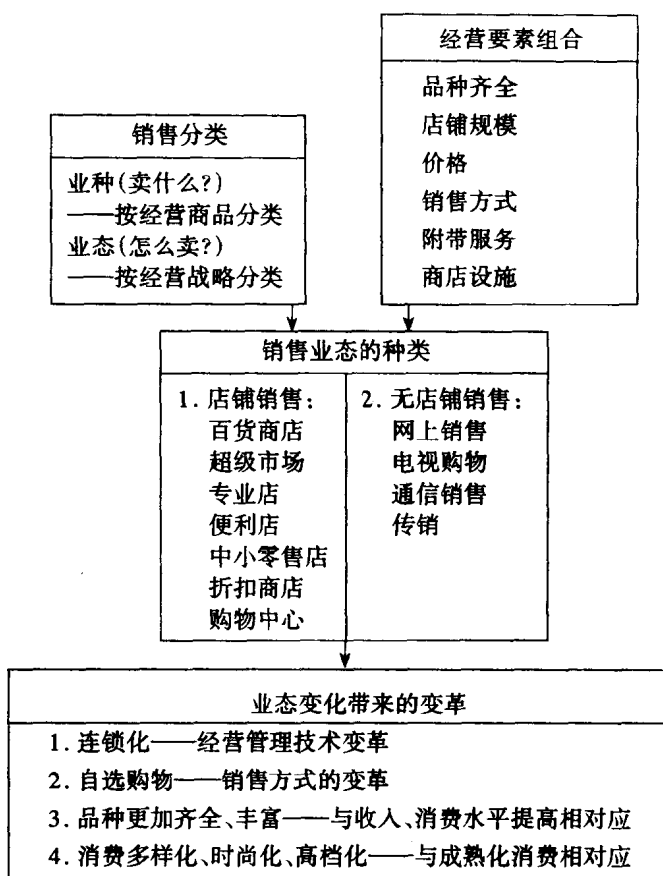 经营要素组合
品种齐全
店铺规模
价格
销售方式
附带服务
商店设施
销售分类
业种(卖什么?)
——按经营商品分类
业态(怎么卖?)
——按经营战略分类
销售业态的种类
1. 店铺销售:
百货商店
超级市场
专业店
便利店
中小零售店
折扣商店
购物中心
2. 无店铺销售:
网上销售
电视购物
通信销售
传销
业态变化带来的变革
1. 连锁化——经营管理技术变革
2. 自选购物——销售方式的变革
3. 品种更加齐全、丰富——与收入、消费水平提高相对应
4. 消费多样化、时尚化、高档化——与成熟化消费相对应